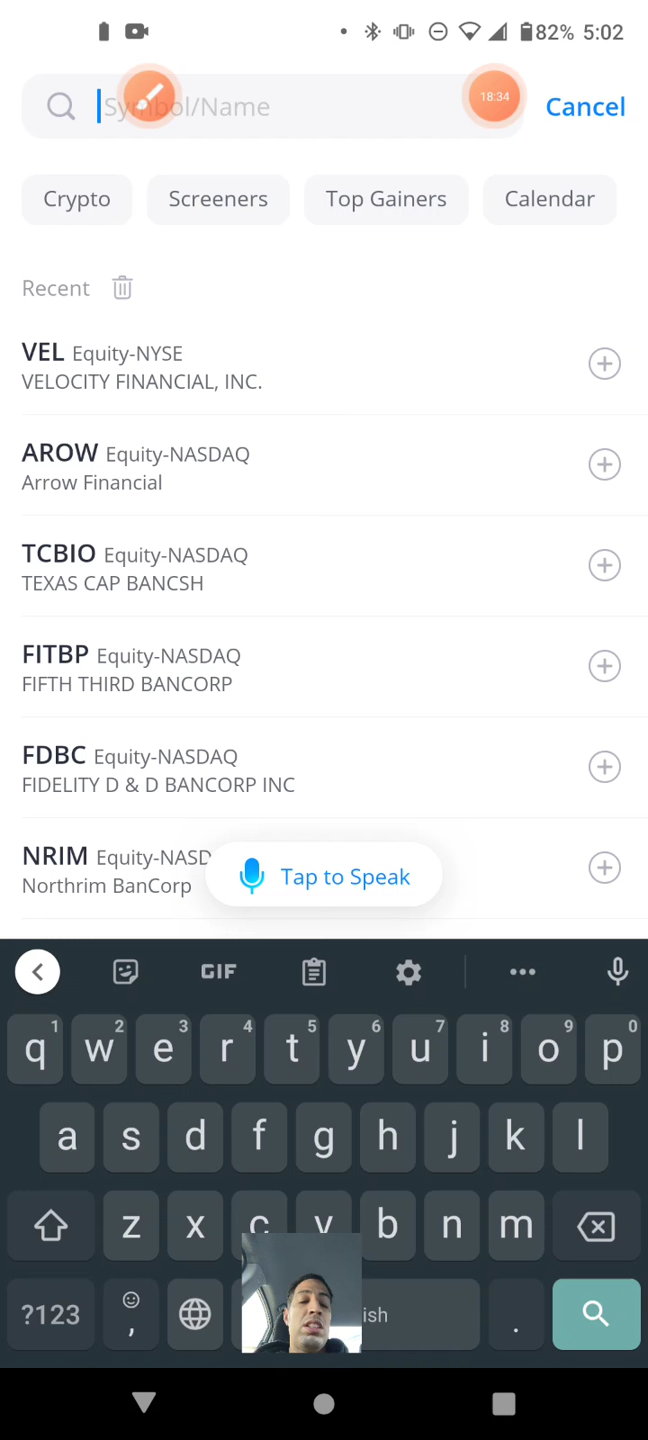 82% 5:02
Symbol/Name
18:34
Cancel
Crypto Screeners Top Gainers Calendar
Recent
VEL Equity-NYSE
VELOCITY FINANCIAL, INC.
AROW Equity-NASDAQ
Arrow Financial
TCBIO Equity-NASDAQ
TEXAS CAP BANCSH
FITBP Equity-NASDAQ
FIFTH THIRD BANCORP
FDBC Equity-NASDAQ
FIDELITY D & D BANCORP INC
NRIM Equity-NASD
Northrim BanCorp
Tap to Speak
GIF
1 2 3 4 5 6 7 8 9 0
q w e r t y u i o p
a s d f g h j k l
z x c v b n m
?123 , ish .